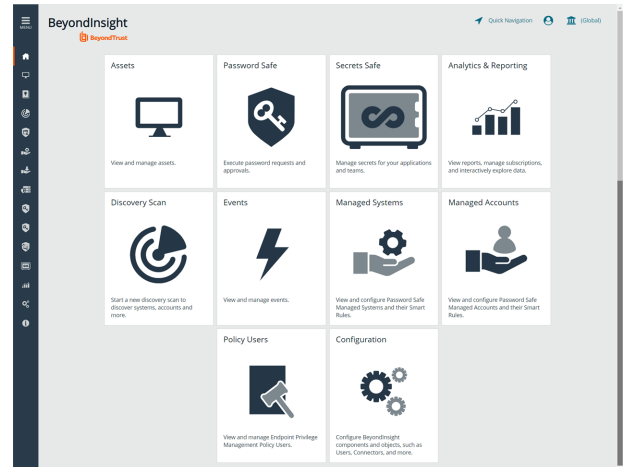 MENU
BeyondInsight
BeyondTrust
Quick Navigation
(Global)
Assets
View and manage assets.
Password Safe
Execute password requests and
approvals.
Secrets Safe
Manage secrets for your applications
and teams.
Analytics & Reporting
View reports, manage subscriptions,
and interactively explore data.
Discovery Scan
Start a new discovery scan to
discover systems, accounts and
more.
Events
View and manage events.
Managed Systems
View and configure Password Safe
Managed Systems and their Smart
Rules.
Managed Accounts
View and configure Password Safe
Managed Accounts and their Smart
Rules.
Policy Users
View and manage Endpoint Privilege
Management Policy Users.
Configuration
Configure BeyondInsight
components and objects, such as
Users, Connectors, and more.